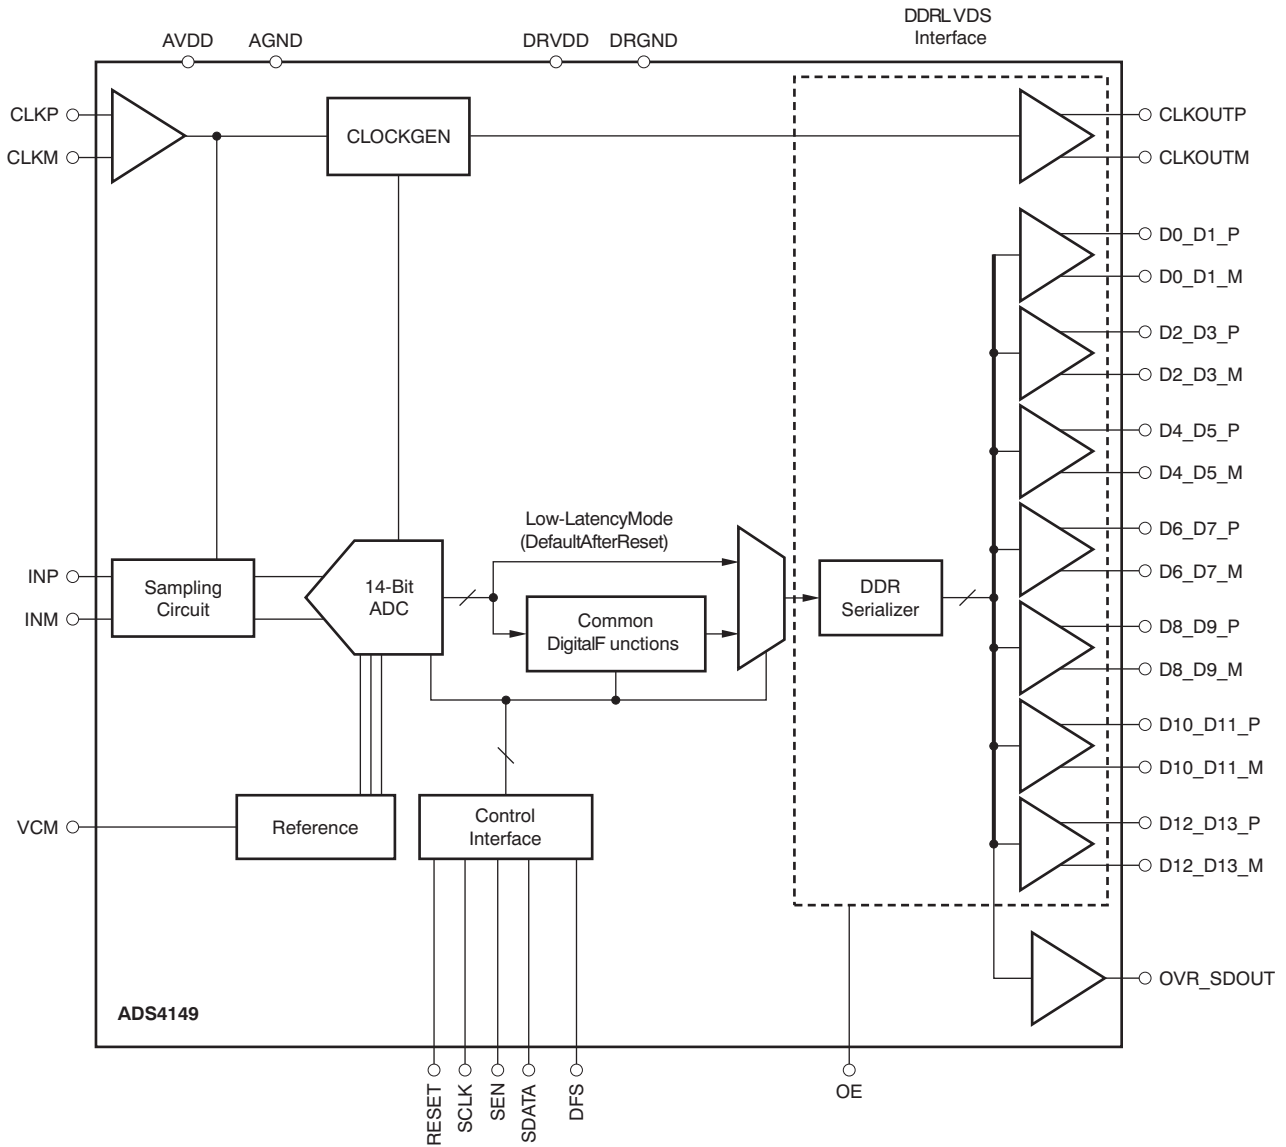 DDRLVDS
Interface
AVDD
AGND
DRVDD
DRGND
CLKP
CLKM
CLOCKGEN
CLKOUTP
CLKOUTM
D0_D1_P
D0_D1_M
D2_D3_P
D2_D3_M
D4_D5_P
D4_D5_M
Low-LatencyMode
(DefaultAfterReset)
D6_D7_P
D6_D7_M
INP
INM
Sampling
Circuit
14-Bit
ADC
Common
DigitalF unctions
DDR
Serializer
D8_D9_P
D8_D9_M
D10_D11_P
D10_D11_M
VCM
Reference
Control
Interface
D12_D13_P
D12_D13_M
OVR_SDOUT
ADS4149
RESET
SCLK
SEN
SDATA
DFS
OE